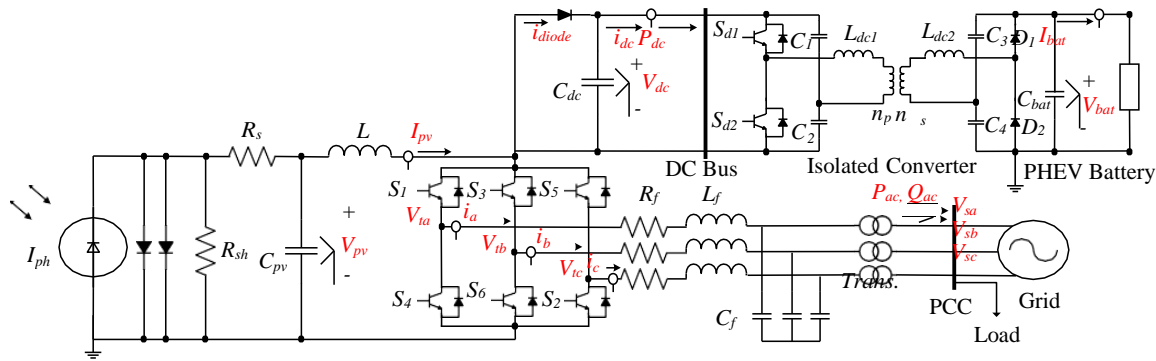 i_diode
i_dc P_dc
S_d1
C_1
L_dc1
L_dc2
C_3
D_1
I_bat
C_dc
+
V_dc
-
S_d2
C_2
n_p n_s
C_4
D_2
C_bat
+
V_bat
-
DC Bus
Isolated Converter
PHEV Battery
R_s
L
I_pv
S_1
S_3
S_5
R_f
L_f
P_ac, Q_ac
V_sa
V_ta
i_a
V_sb
V_tb
i_b
V_sc
V_tc
i_c
I_ph
R_sh
C_pv
+
V_pv
-
S_4
S_6
S_2
C_f
Trans.
PCC
Grid
Load